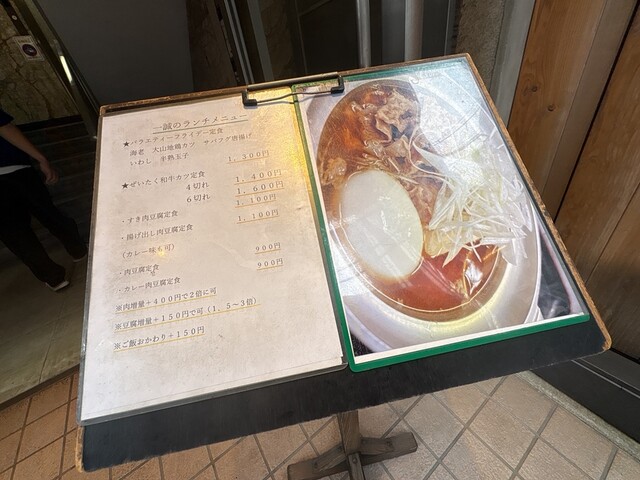 一誠のランチメニュー
★バラエティーフライデー定食
海老 大山地鶏カツ サバフグ唐揚げ
いわし 半熟玉子
1，300円
★ぜいたく和牛カツ定食
4切れ 1，400円
6切れ 1，600円
・すき肉豆腐定食 1，100円
・揚げ出し肉豆腐定食 1，100円
(カレー味も可)
・肉豆腐定食 900円
・カレー肉豆腐定食 900円
※肉増量+400円で2倍に可
※豆腐増量+150円で可(1，5～3倍)
※ご飯おかわり+150円